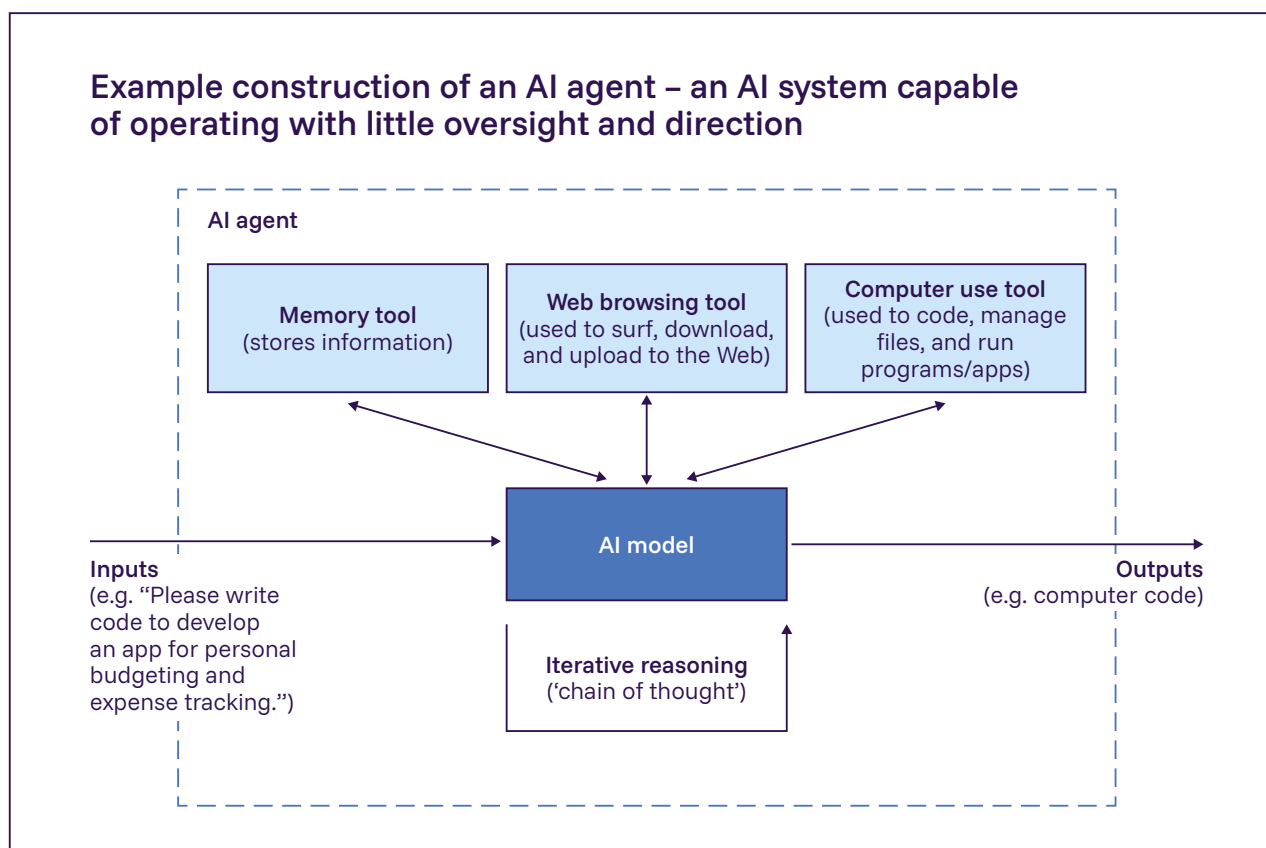 Example construction of an AI agent – an AI system capable
of operating with little oversight and direction
AI agent
Memory tool
(stores information)
Web browsing tool
(used to surf, download,
and upload to the Web)
Computer use tool
(used to code, manage
files, and run
programs/apps)
AI model
Inputs
(e.g. “Please write
code to develop
an app for personal
budgeting and
expense tracking.”)
Outputs
(e.g. computer code)
Iterative reasoning
(‘chain of thought’)